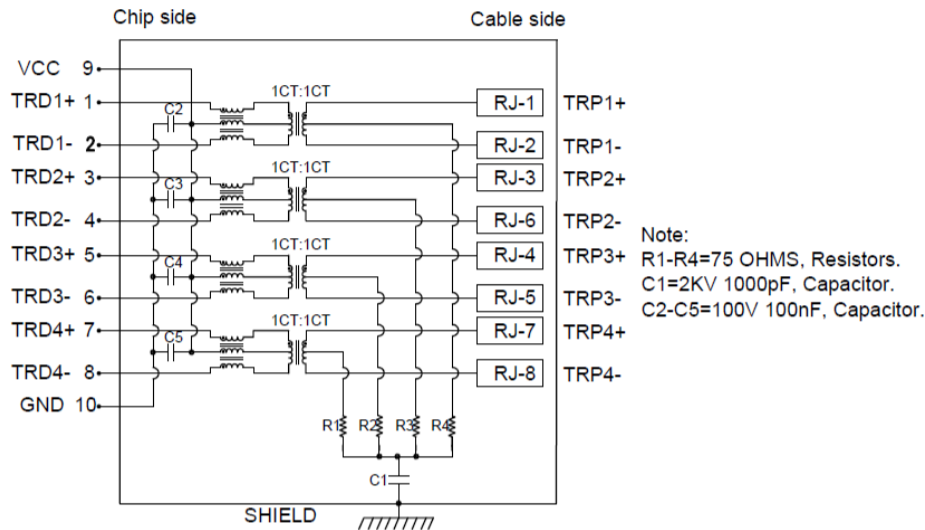 Chip side
Cable side
VCC 9
TRD1+ 1
C2
1CT:1CT
RJ-1 TRP1+
TRD1- 2
RJ-2 TRP1-
TRD2+ 3
C3
1CT:1CT
RJ-3 TRP2+
TRD2- 4
RJ-6 TRP2-
TRD3+ 5
C4
1CT:1CT
RJ-4 TRP3+
TRD3- 6
RJ-5 TRP3-
TRD4+ 7
C5
1CT:1CT
RJ-7 TRP4+
TRD4- 8
RJ-8 TRP4-
GND 10
R1 R2 R3 R4
C1
SHIELD
Note:
R1-R4=75 OHMS, Resistors.
C1=2KV 1000pF, Capacitor.
C2-C5=100V 100nF, Capacitor.